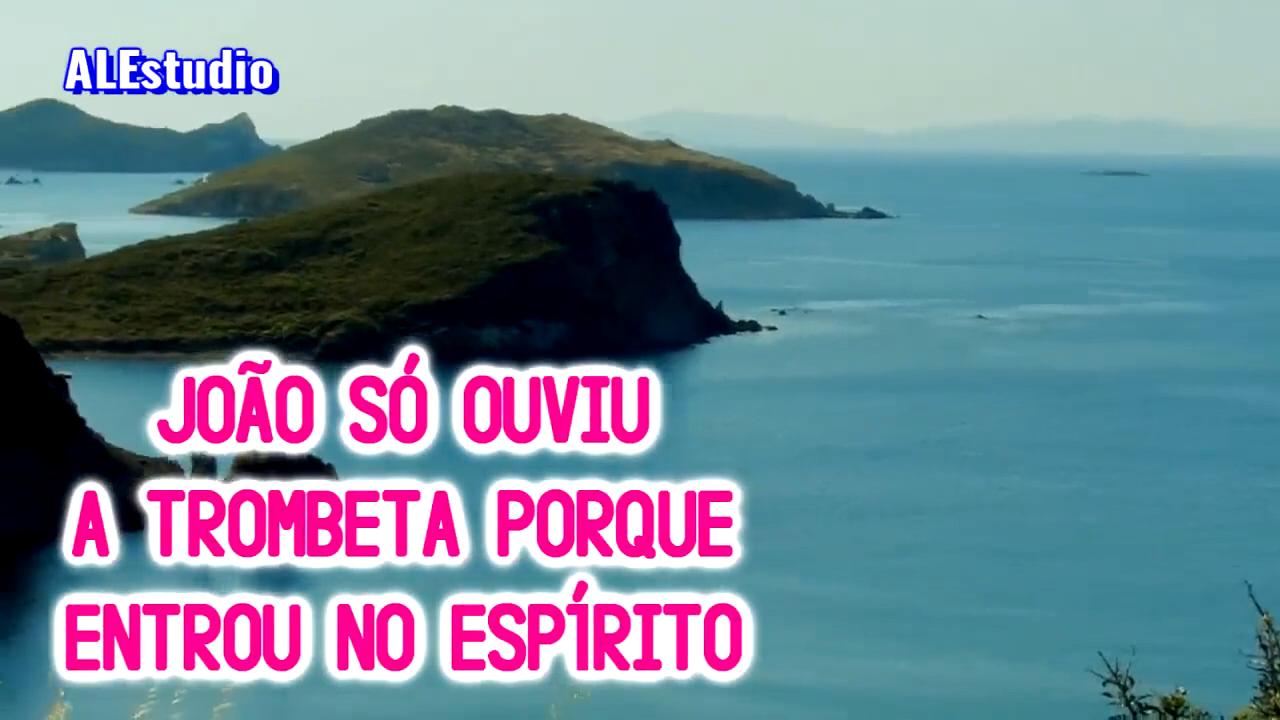 ALEstudio
JOÃO SÓ OUVIU
A TROMBETA PORQUE
ENTROU NO ESPÍRITO